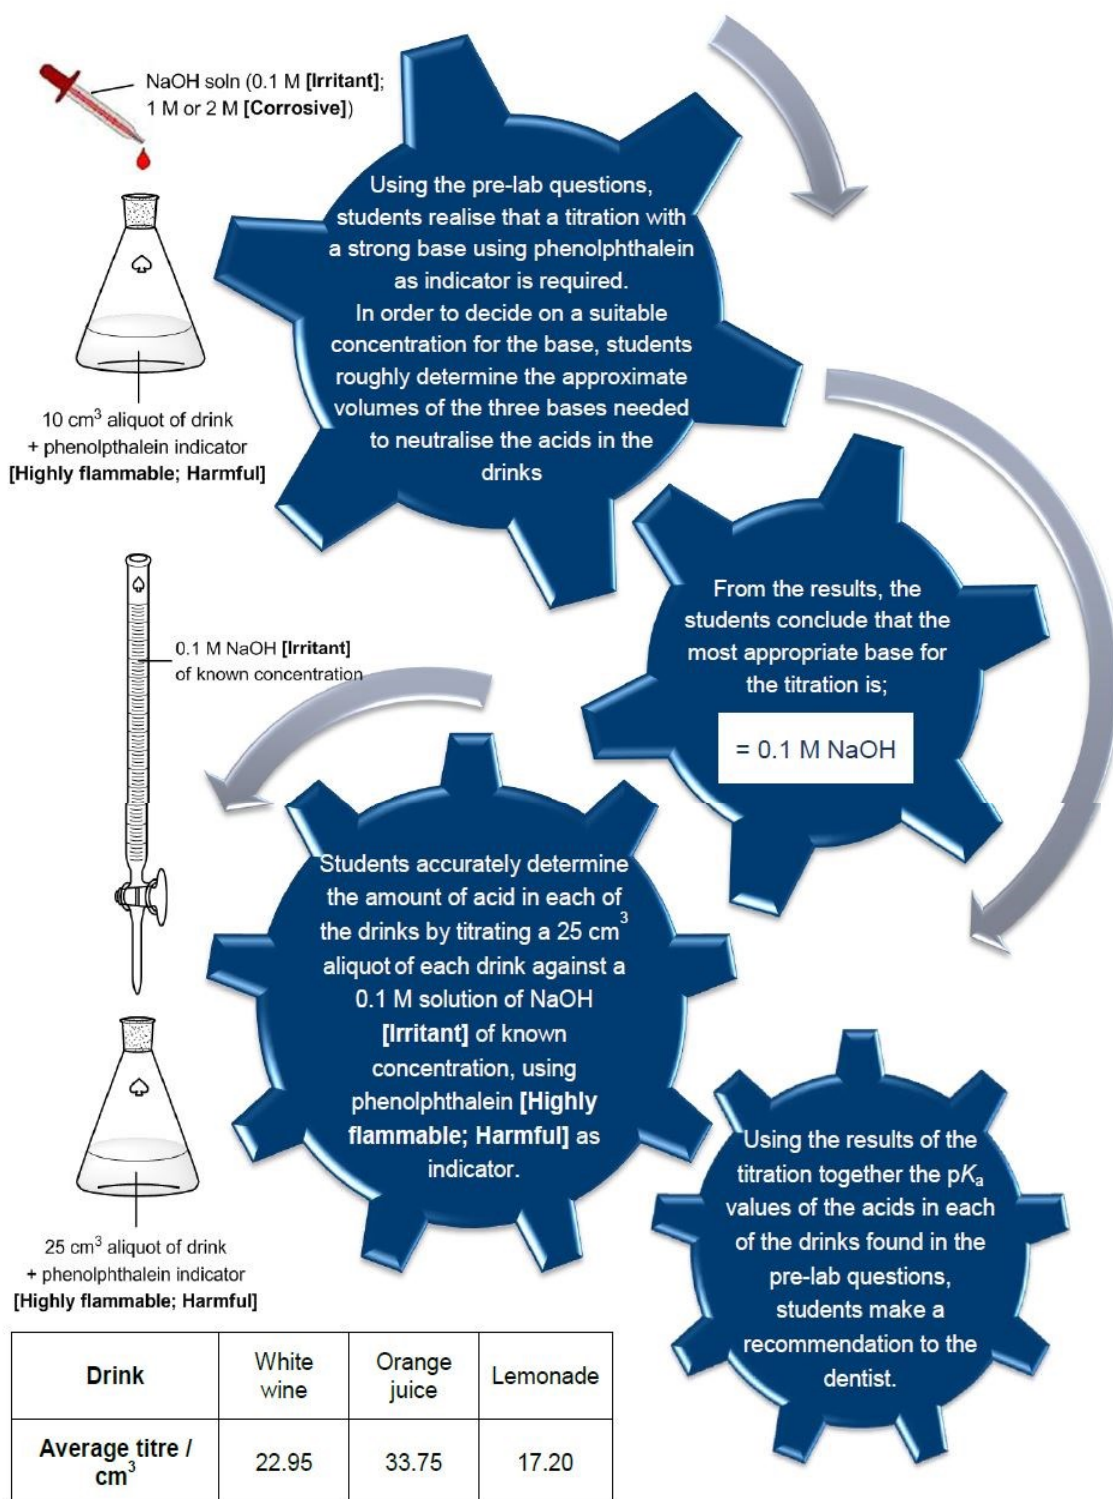 NaOH soln (0.1 M [Irritant];
1 M or 2 M [Corrosive])
10 cm³ aliquot of drink
+ phenolpthalein indicator
[Highly flammable; Harmful]
Using the pre-lab questions,
students realise that a titration with
a strong base using phenolphthalein
as indicator is required.
In order to decide on a suitable
concentration for the base, students
roughly determine the approximate
volumes of the three bases needed
to neutralise the acids in the
drinks
From the results, the
students conclude that the
most appropriate base for
the titration is;
= 0.1 M NaOH
0.1 M NaOH [Irritant]
of known concentration
25 cm³ aliquot of drink
+ phenolphthalein indicator
[Highly flammable; Harmful]
Students accurately determine
the amount of acid in each of
the drinks by titrating a 25 cm³
aliquot of each drink against a
0.1 M solution of NaOH
[Irritant] of known
concentration, using
phenolphthalein [Highly
flammable; Harmful] as
indicator.
Using the results of the
titration together the pKₐ
values of the acids in each
of the drinks found in the
pre-lab questions,
students make a
recommendation to the
dentist.
Drink White wine Orange juice Lemonade
Average titre / cm³ 22.95 33.75 17.20